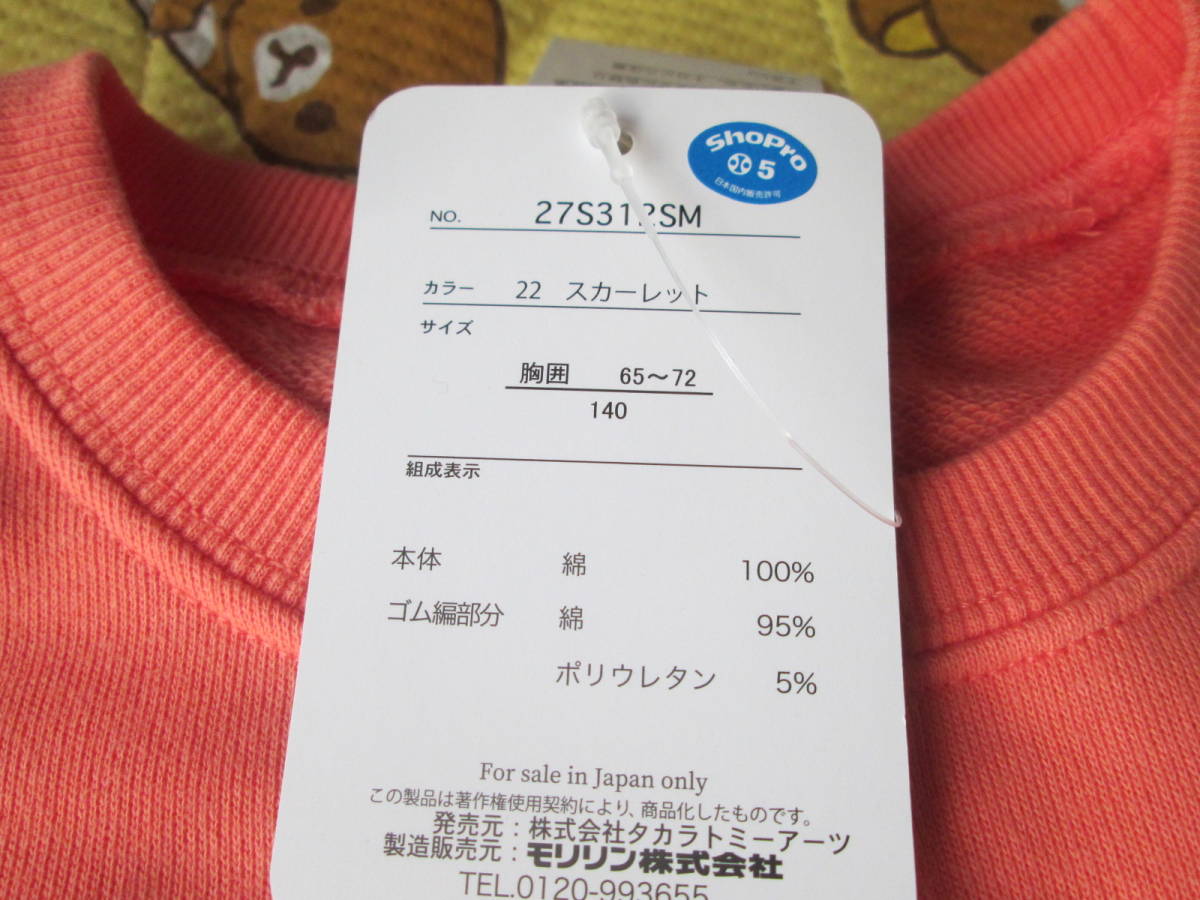 ShoPro
5
日本国内販売許可
NO. 27S312SM
カラー 22 スカーレット
サイズ
胸囲 65～72
140
組成表示
本体 綿 100%
ゴム編部分 綿 95%
ポリウレタン 5%
For sale in Japan only
この製品は著作権使用契約により、商品化したものです。
発売元：株式会社タカラトミーアーツ
製造販売元：モリリン株式会社
TEL.0120-993655